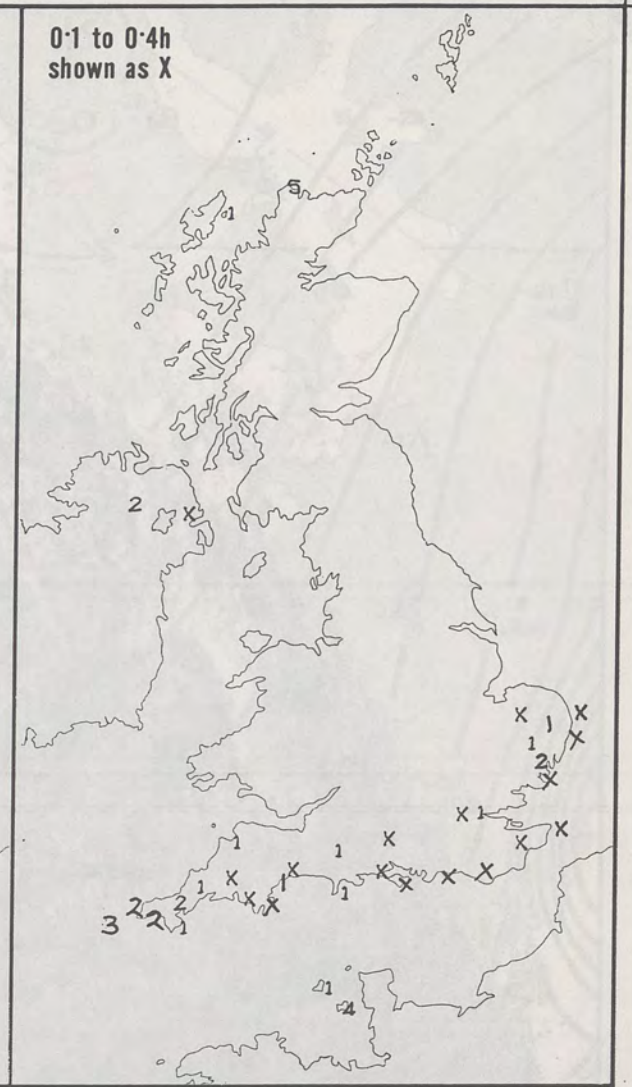 0·1 to 0·4h
shown as X
5
1
2 X
X X
1 X
1
2
X
X 1
X
X X
1 1
X X X X X
X 1 1 X
1 X
2 2 X
3 2 1
1
4